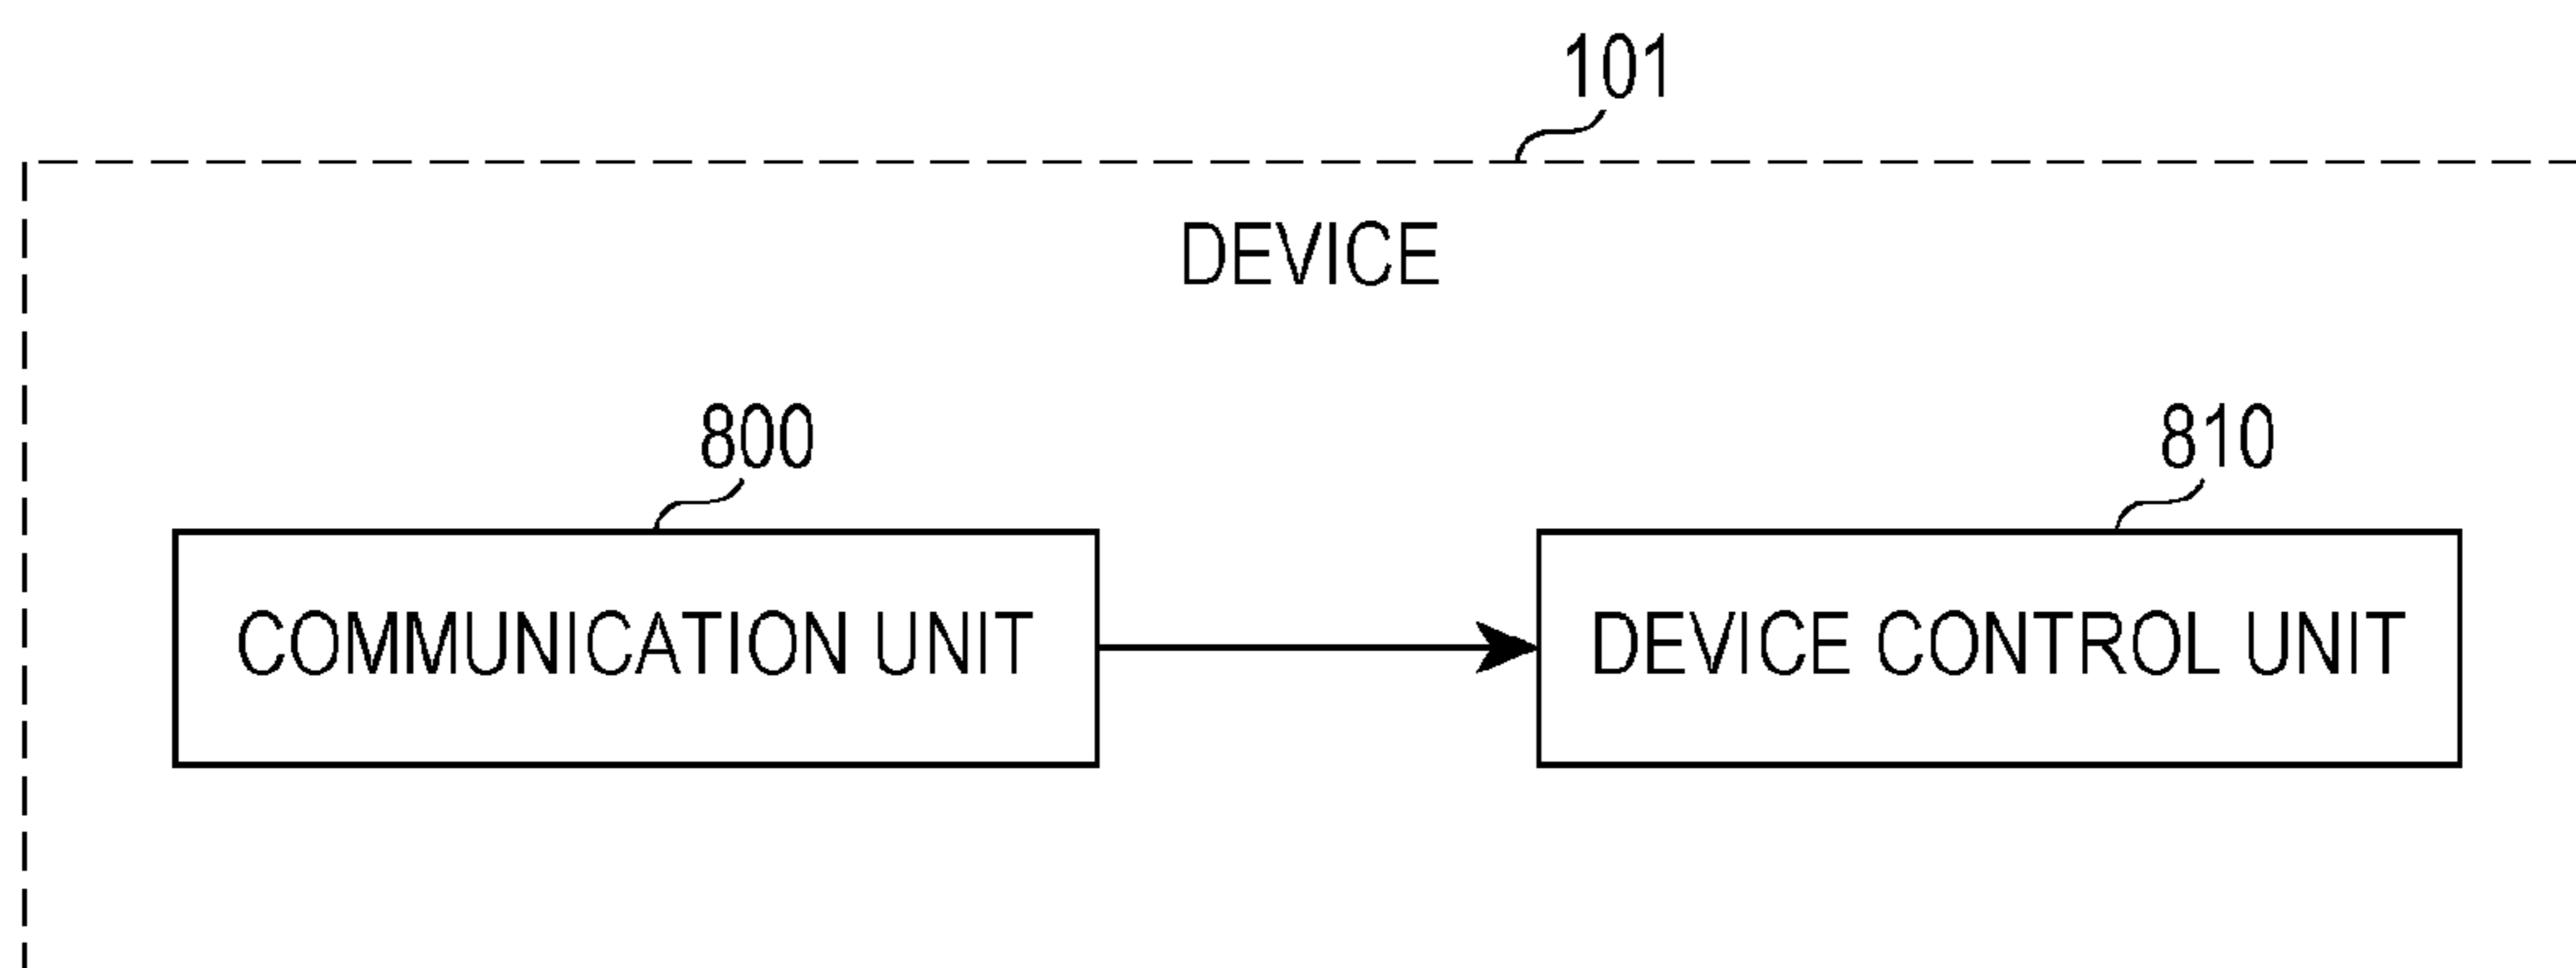 101
DEVICE
800
810
COMMUNICATION UNIT
DEVICE CONTROL UNIT